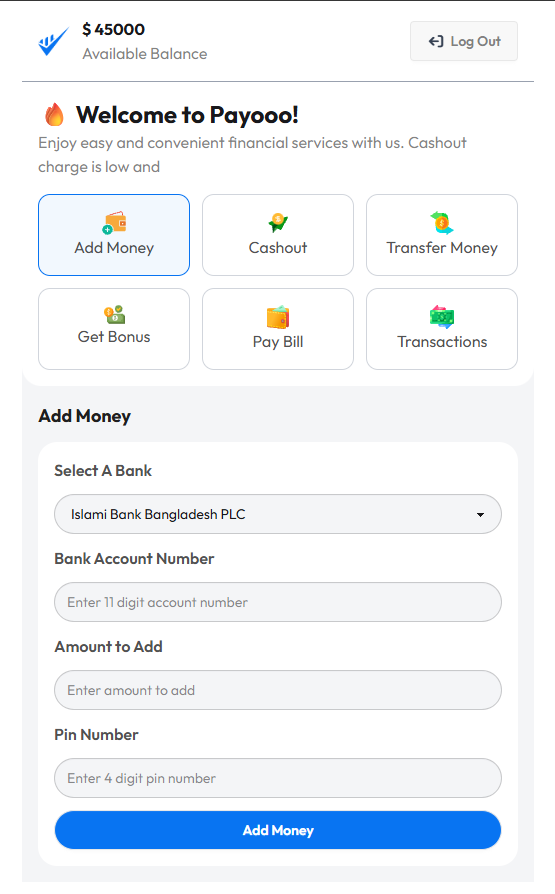 $ 45000
Available Balance
Log Out
Welcome to Payooo!
Enjoy easy and convenient financial services with us. Cashout
charge is low and
Add Money
Cashout
Transfer Money
Get Bonus
Pay Bill
Transactions
Add Money
Select A Bank
Islami Bank Bangladesh PLC
Bank Account Number
Enter 11 digit account number
Amount to Add
Enter amount to add
Pin Number
Enter 4 digit pin number
Add Money